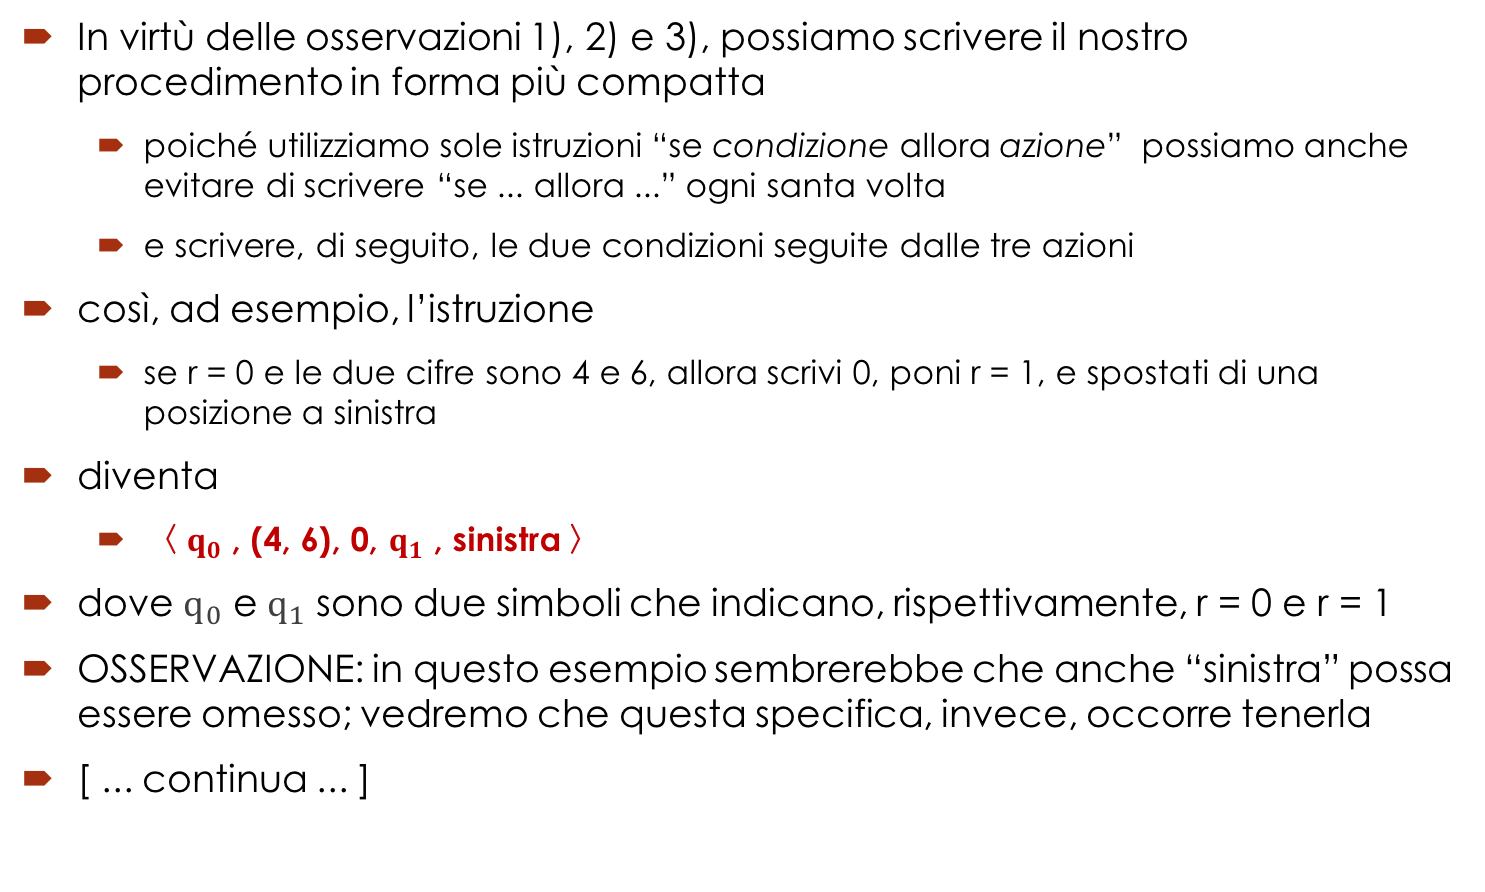 In virtù delle osservazioni 1), 2) e 3), possiamo scrivere il nostro
procedimento in forma più compatta
poiché utilizziamo sole istruzioni “se condizione allora azione” possiamo anche
evitare di scrivere “se ... allora ...” ogni santa volta
e scrivere, di seguito, le due condizioni seguite dalle tre azioni
così, ad esempio, l’istruzione
se r = 0 e le due cifre sono 4 e 6, allora scrivi 0, poni r = 1, e spostati di una
posizione a sinistra
diventa
〈 q₀ , (4, 6), 0, q₁ , sinistra 〉
dove q₀ e q₁ sono due simboli che indicano, rispettivamente, r = 0 e r = 1
OSSERVAZIONE: in questo esempio sembrerebbe che anche “sinistra” possa
essere omesso; vedremo che questa specifica, invece, occorre tenerla
[ ... continua ... ]